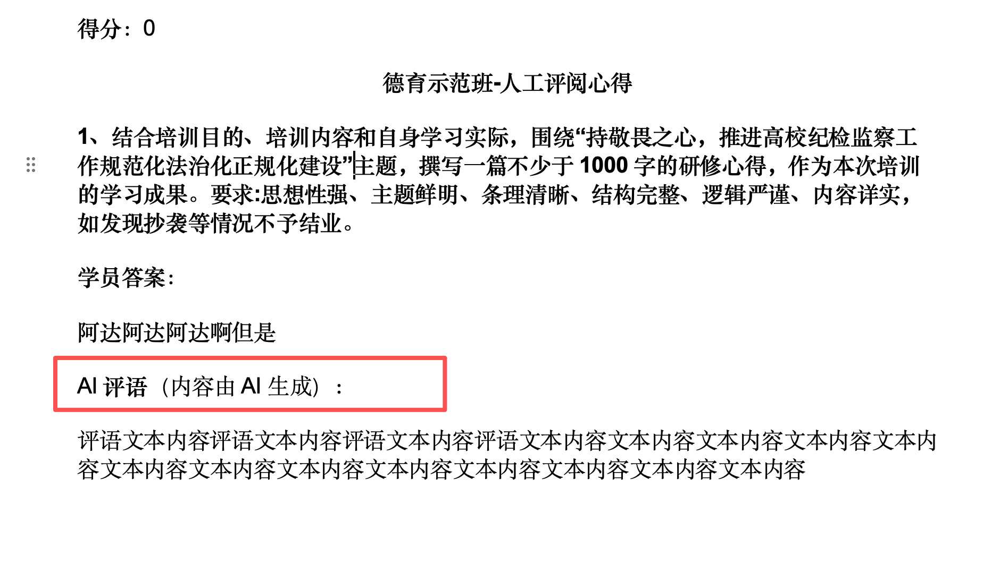 得分：0
德育示范班-人工评阅心得
1、结合培训目的、培训内容和自身学习实际，围绕“持敬畏之心，推进高校纪检监察工
作规范化法治化正规化建设”主题，撰写一篇不少于 1000 字的研修心得，作为本次培训
的学习成果。要求:思想性强、主题鲜明、条理清晰、结构完整、逻辑严谨、内容详实，
如发现抄袭等情况不予结业。
学员答案：
阿达阿达阿达啊但是
AI 评语（内容由 AI 生成）：
评语文本内容评语文本内容评语文本内容评语文本内容文本内容文本内容文本内容文本内
容文本内容文本内容文本内容文本内容文本内容文本内容文本内容文本内容